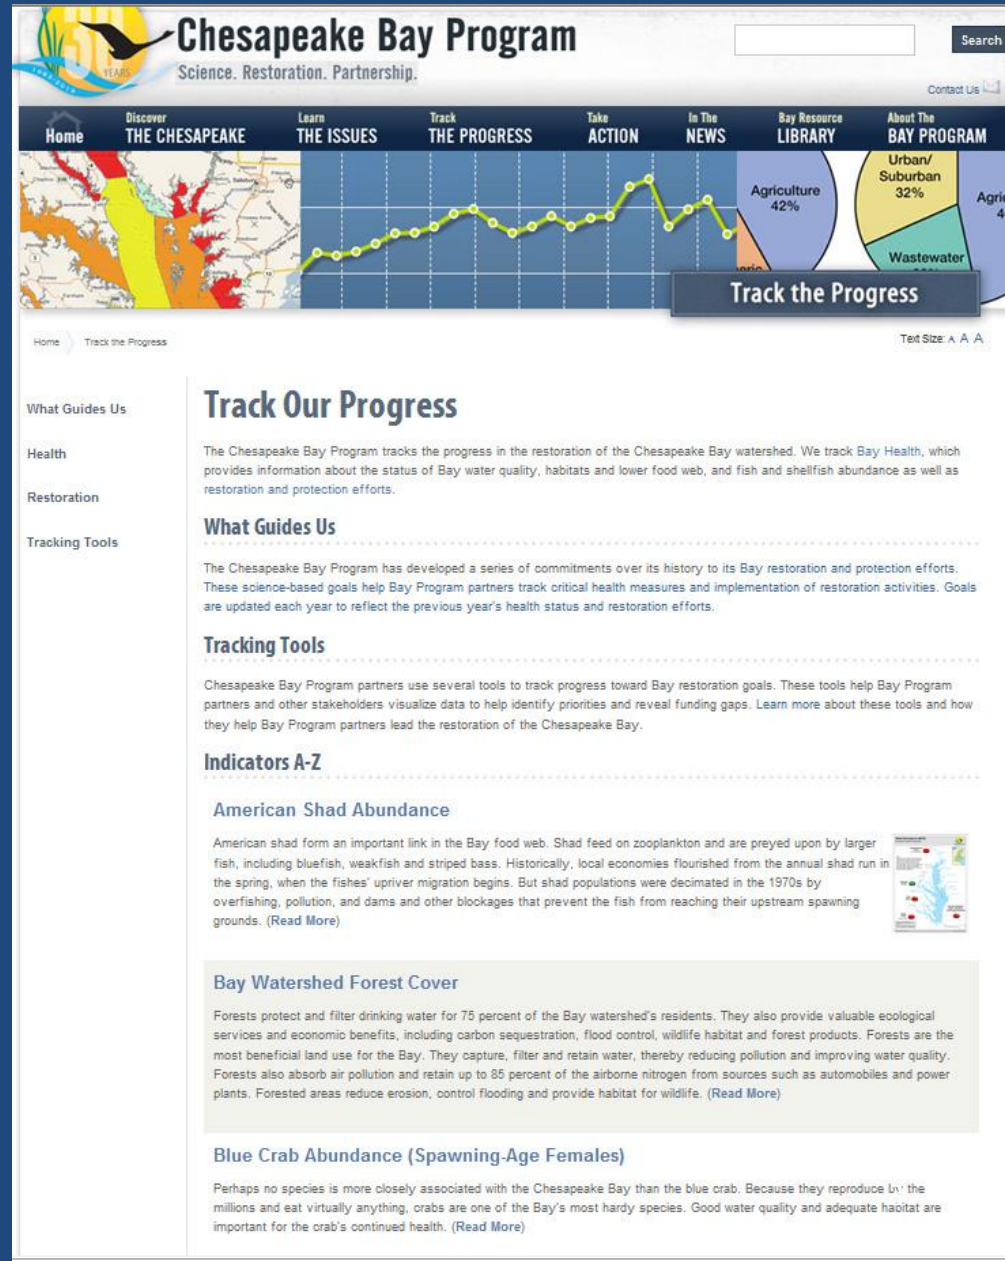 30
YEARS
1983-2013
Chesapeake Bay Program
Science. Restoration. Partnership.
Search
Contact Us
Home
Discover
THE CHESAPEAKE
Learn
THE ISSUES
Track
THE PROGRESS
Take
ACTION
In The
NEWS
Bay Resource
LIBRARY
About The
BAY PROGRAM
Agriculture
42%
Urban/
Suburban
32%
Wastewater
Track the Progress
Home
Track the Progress
Text Size: A A A
What Guides Us
Health
Restoration
Tracking Tools
Track Our Progress
The Chesapeake Bay Program tracks the progress in the restoration of the Chesapeake Bay watershed. We track Bay Health, which
provides information about the status of Bay water quality, habitats and lower food web, and fish and shellfish abundance as well as
restoration and protection efforts.
What Guides Us
The Chesapeake Bay Program has developed a series of commitments over its history to its Bay restoration and protection efforts.
These science-based goals help Bay Program partners track critical health measures and implementation of restoration activities. Goals
are updated each year to reflect the previous year's health status and restoration efforts.
Tracking Tools
Chesapeake Bay Program partners use several tools to track progress toward Bay restoration goals. These tools help Bay Program
partners and other stakeholders visualize data to help identify priorities and reveal funding gaps. Learn more about these tools and how
they help Bay Program partners lead the restoration of the Chesapeake Bay.
Indicators A-Z
American Shad Abundance
American shad form an important link in the Bay food web. Shad feed on zooplankton and are preyed upon by larger
fish, including bluefish, weakfish and striped bass. Historically, local economies flourished from the annual shad run in
the spring, when the fishes' upriver migration begins. But shad populations were decimated in the 1970s by
overfishing, pollution, and dams and other blockages that prevent the fish from reaching their upstream spawning
grounds. (Read More)
Bay Watershed Forest Cover
Forests protect and filter drinking water for 75 percent of the Bay watershed's residents. They also provide valuable ecological
services and economic benefits, including carbon sequestration, flood control, wildlife habitat and forest products. Forests are the
most beneficial land use for the Bay. They capture, filter and retain water, thereby reducing pollution and improving water quality.
Forests also absorb air pollution and retain up to 85 percent of the airborne nitrogen from sources such as automobiles and power
plants. Forested areas reduce erosion, control flooding and provide habitat for wildlife. (Read More)
Blue Crab Abundance (Spawning-Age Females)
Perhaps no species is more closely associated with the Chesapeake Bay than the blue crab. Because they reproduce by the
millions and eat virtually anything, crabs are one of the Bay's most hardy species. Good water quality and adequate habitat are
important for the crab's continued health. (Read More)